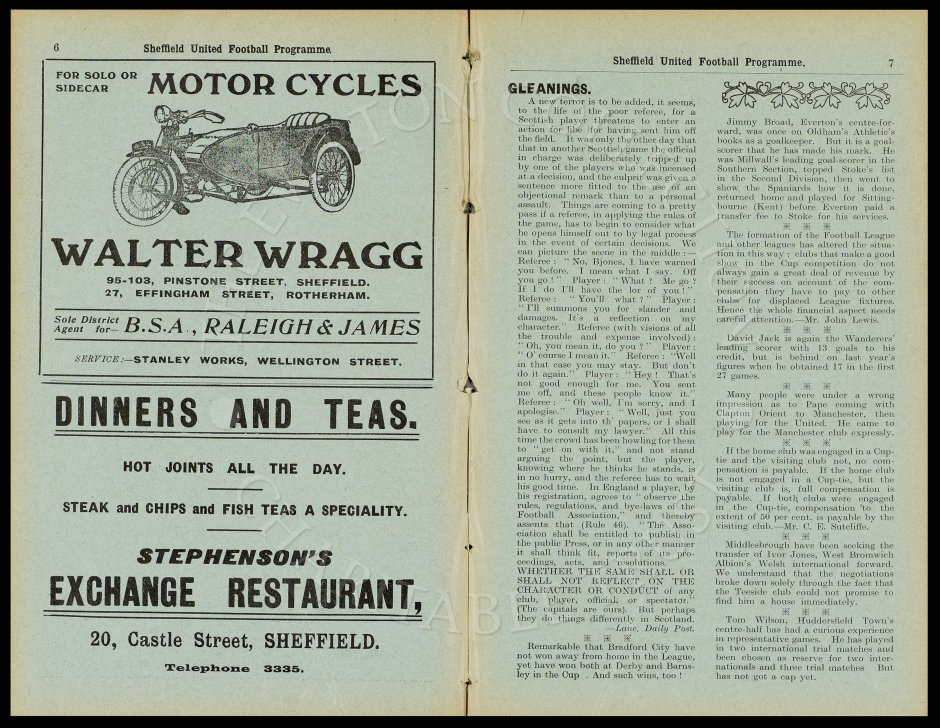 6
Sheffield United Football Programme.
FOR SOLO OR
SIDECAR
MOTOR CYCLES
WALTER WRAGG
95-103, PINSTONE STREET, SHEFFIELD.
27, EFFINGHAM STREET, ROTHERHAM.
Sole District
Agent for—
B.S.A., RALEIGH & JAMES
SERVICE:—STANLEY WORKS, WELLINGTON STREET.
DINNERS AND TEAS.
HOT JOINTS ALL THE DAY.
STEAK and CHIPS and FISH TEAS A SPECIALITY.
STEPHENSON'S
EXCHANGE RESTAURANT,
20, Castle Street, SHEFFIELD.
Telephone 3335.
Sheffield United Football Programme.
7
GLEANINGS.
A new terror is to be added, it seems,
to the life of the poor referee, for a
Scottish player threatens to enter an
action for libel for having sent him off
the field. It was only the other day that
that in another Scottish game the official
in charge was deliberately tripped up
by one of the players who was incensed
at a decision, and the culprit was given a
sentence more fitted to the use of an
objectional remark than to a personal
assault. Things are coming to a pretty
pass if a referee, in applying the rules of
the game, has to begin to consider what
he opens himself out to by legal process
in the event of certain decisions. We
can picture the scene in the middle :—
Referee : " No, Bjones, I have warned
you before. I mean what I say. Off
you go ! " Player : " What ? Me go ?
If I do I'll have the lor of you ! "
Referee : " You'll what ? " Player :
" I'll summons you for slander and
damages. It's a reflection on my
character." Referee (with visions of all
the trouble and expense involved) :
" Oh, you mean it, do you ? " Player :
" O' course I mean it." Referee : "Well
in that case you may stay. But don't
do it again." Player : " Hey ! That's
not good enough for me. You sent
me off, and these people know it."
Referee : " Oh well, I'm sorry, and I
apologise." Player : " Well, just you
see as it gets into th' papers, or I shall
have to consult my lawyer." All this
time the crowd has been howling for them
to " get on with it," and not stand
arguing the point, but the player,
knowing where he thinks he stands, is
in no hurry, and the referee has to wait
his good time. In England a player, by
his registration, agrees to " observe the
rules, regulations, and bye-laws of the
Football Association," and thereby
assents that (Rule 46). " The Asso-
ciation shall be entitled to publish in
the public Press, or in any other manner
it shall think fit, reports of its pro-
ceedings, acts, and resolutions.
WHETHER THE SAME SHALL OR
SHALL NOT REFLECT ON THE
CHARACTER OR CONDUCT of any
club, player, official, or spectator."
(The capitals are ours). But perhaps
they do things differently in Scotland.
—Lane, Daily Post.
Remarkable that Bradford City have
not won away from home in the League,
yet have won both at Derby and Barns-
ley in the Cup . And such wins, too !
Jimmy Broad, Everton's centre-for-
ward, was once on Oldham's Athletic's
books as a goalkeeper. But it is a goal-
scorer that he has made his mark. He
was Millwall's leading goal-scorer in the
Southern Section, topped Stoke's list
in the Second Division, then went to
show the Spaniards how it is done,
returned home and played for Sitting-
bourne (Kent) before Everton paid a
transfer fee to Stoke for his services.
The formation of the Football League
and other leagues has altered the situa-
tion in this way : clubs that make a good
show in the Cup competition do not
always gain a great deal of revenue by
their success on account of the com-
pensation they have to pay to other
clubs for displaced League fixtures.
Hence the whole financial aspect needs
careful attention.—Mr. John Lewis.
David Jack is again the Wanderers'
leading scorer with 13 goals to his
credit, but is behind on last year's
figures when he obtained 17 in the first
27 games.
Many people were under a wrong
impression as to Pape coming with
Clapton Orient to Manchester, then
playing for the United. He came to
play for the Manchester club expressly.
If the home club was engaged in a Cup-
tie and the visiting club not, no com-
pensation is payable. If the home club
is not engaged in a Cup-tie, but the
visiting club is, full compensation is
payable. If both clubs were engaged
in the Cup-tie, compensation to the
extent of 50 per cent. is payable by the
visiting club.—Mr. C. E. Sutcliffe.
Middlesbrough have been seeking the
transfer of Ivor Jones, West Bromwich
Albion's Welsh international forward.
We understand that the negotiations
broke down solely through the fact that
the Teeside club could not promise to
find him a house immediately.
Tom Wilson, Huddersfield Town's
centre-half has had a curious experience
in representative games. He has played
in two international trial matches and
been chosen as reserve for two inter-
nationals and three trial matches But
has not got a cap yet.